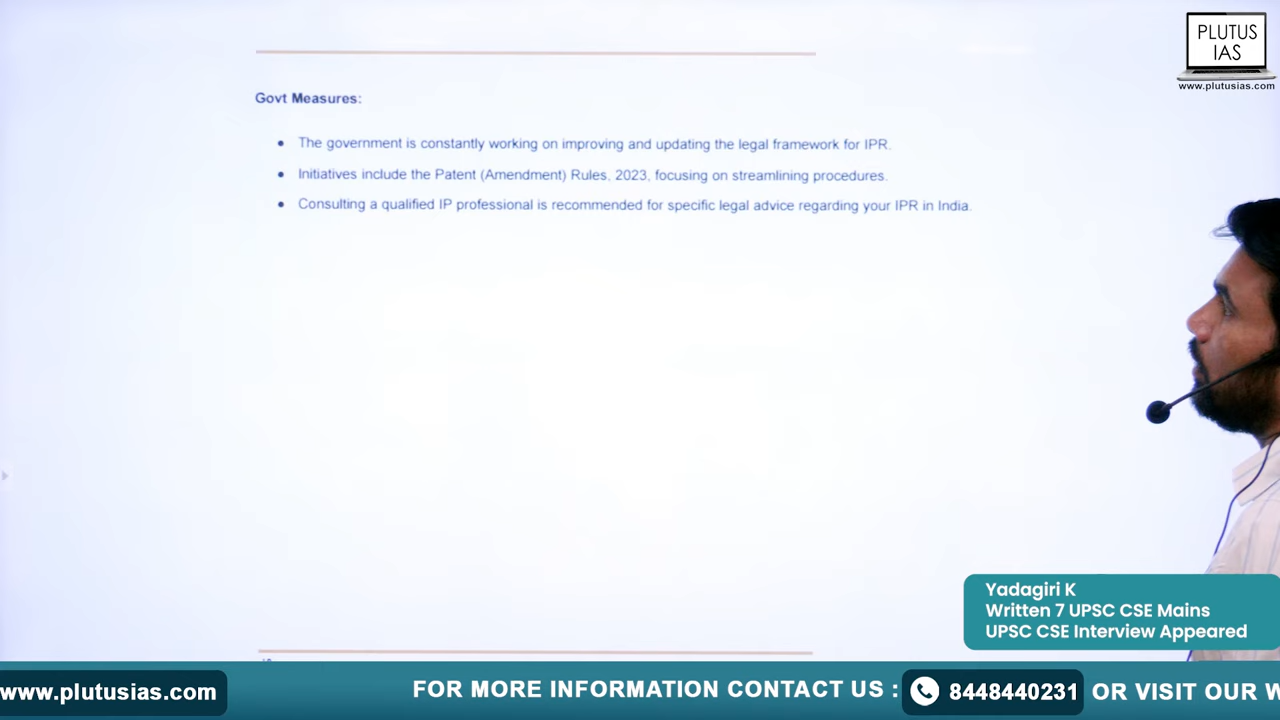 PLUTUS
IAS
www.plutusias.com
Govt Measures:
• The government is constantly working on improving and updating the legal framework for IPR.
• Initiatives include the Patent (Amendment) Rules, 2023, focusing on streamlining procedures.
• Consulting a qualified IP professional is recommended for specific legal advice regarding your IPR in India.
Yadagiri K
Written 7 UPSC CSE Mains
UPSC CSE Interview Appeared
www.plutusias.com FOR MORE INFORMATION CONTACT US : 8448440231 OR VISIT OUR W